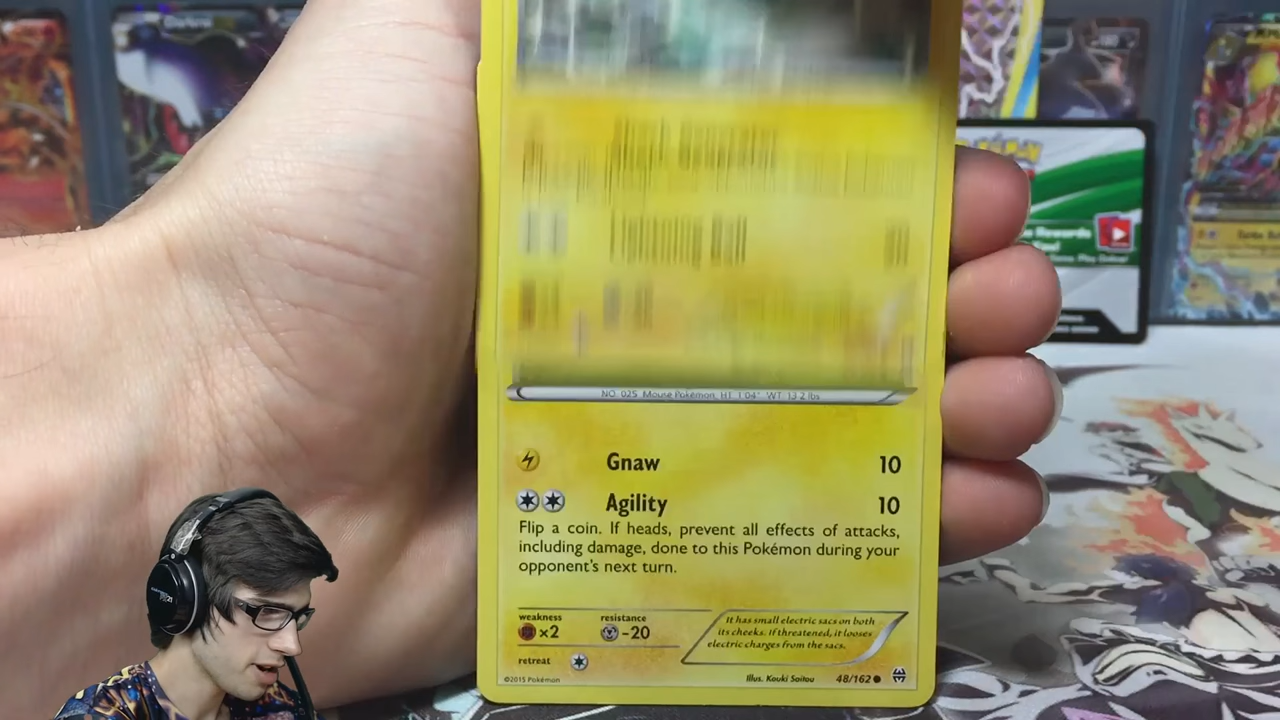 Lightning Ball
NO. 025 Mouse Pokémon HT 1'04" WT 13.2 lbs
Gnaw 10
Agility 10
Flip a coin. If heads, prevent all effects of attacks,
including damage, done to this Pokémon during your
opponent's next turn.
weakness resistance
×2 -20
It has small electric sacs on both
its cheeks. If threatened, it looses
electric charges from the sacs.
retreat
©2015 Pokémon Illus. Kouki Saitou 48/162